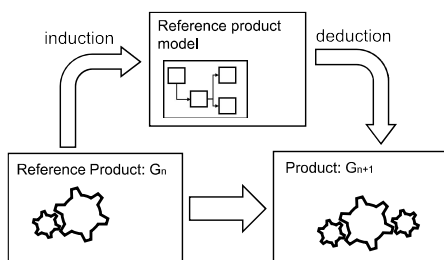 Reference product
model
induction
deduction
Reference Product: Gn
Product: Gn+1